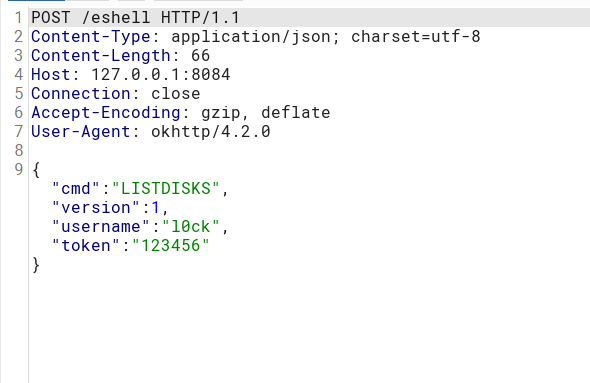 1 POST /eshell HTTP/1.1
2 Content-Type: application/json; charset=utf-8
3 Content-Length: 66
4 Host: 127.0.0.1:8084
5 Connection: close
6 Accept-Encoding: gzip, deflate
7 User-Agent: okhttp/4.2.0
8
9 {
"cmd":"LISTDISKS",
"version":1,
"username":"l0ck",
"token":"123456"
}